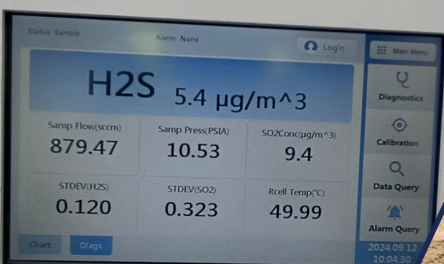 Status Sample
Alarm None
Login
Main Menu
H2S 5.4 µg/m^3
Diagnostics
Samp Flow(sccm) Samp Press(PSIA) SO2Conc(µg/m^3)
879.47 10.53 9.4
Calibration
STDEV(H2S) STDEV(SO2) Rcell Temp(°C)
0.120 0.323 49.99
Data Query
Alarm Query
Chart Diags
2024.09.12
10:04:30